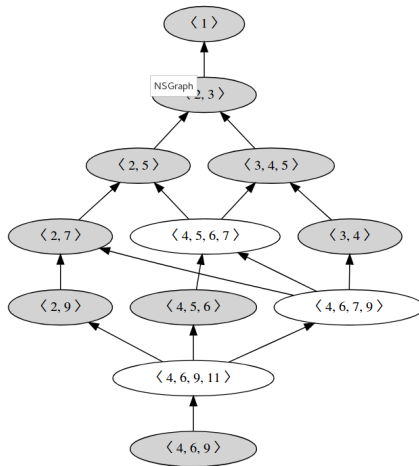 ⟨ 1 ⟩
NSGraph
2, 3 ⟩
⟨ 2, 5 ⟩ ⟨ 3, 4, 5 ⟩
⟨ 2, 7 ⟩ ⟨ 4, 5, 6, 7 ⟩ ⟨ 3, 4 ⟩
⟨ 2, 9 ⟩ ⟨ 4, 5, 6 ⟩ ⟨ 4, 6, 7, 9 ⟩
⟨ 4, 6, 9, 11 ⟩
⟨ 4, 6, 9 ⟩